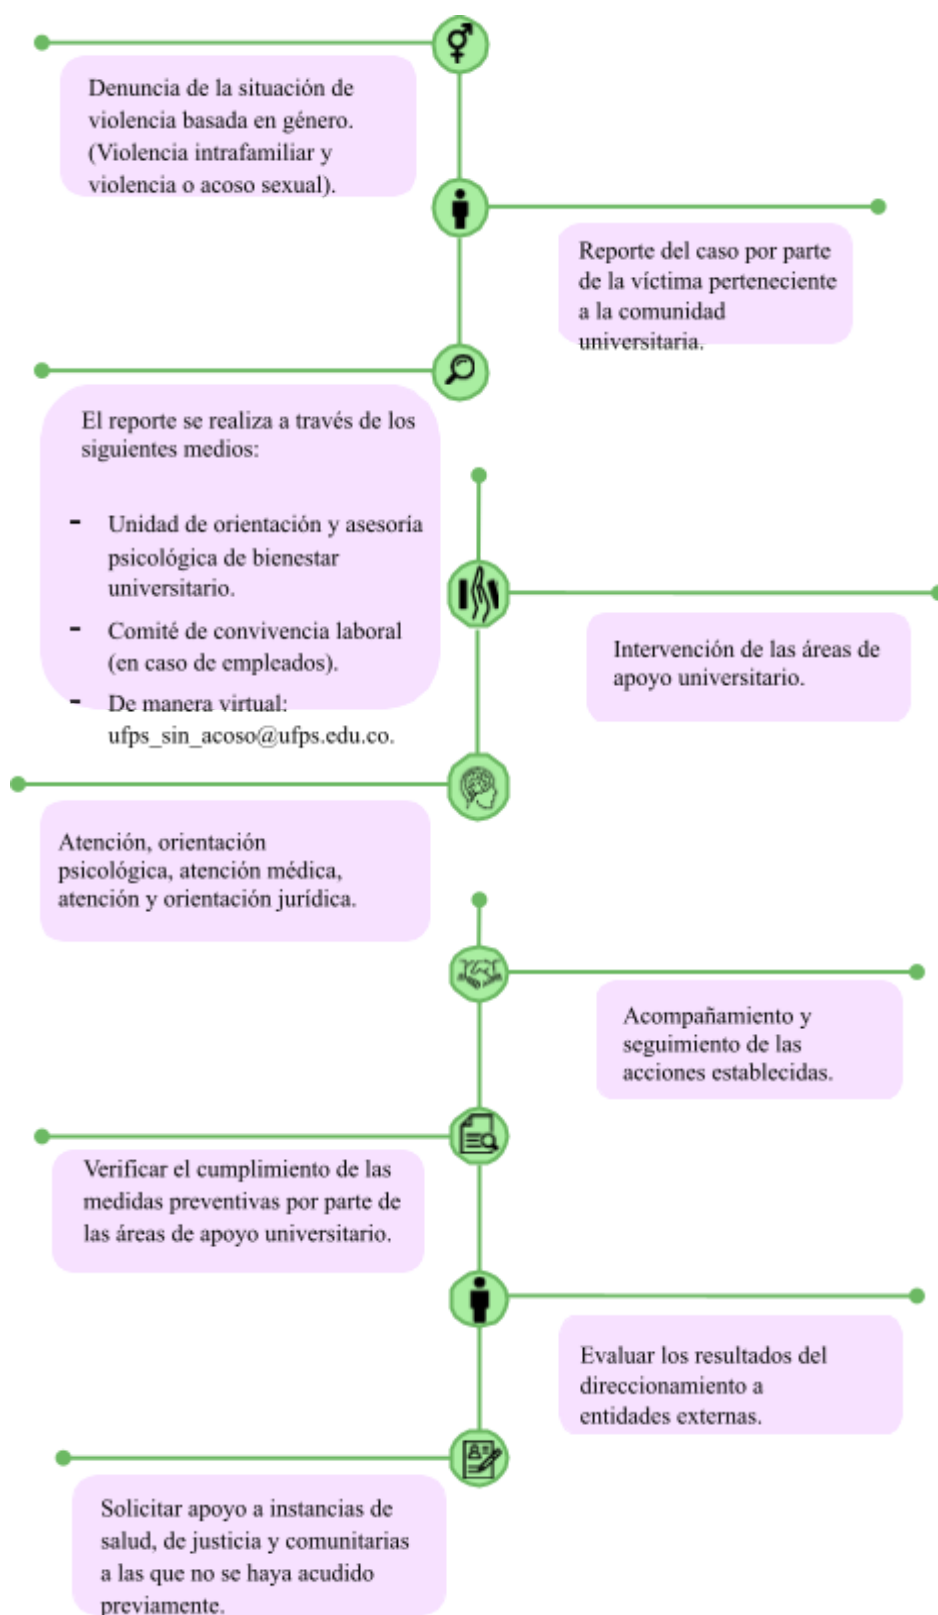 Denuncia de la situación de
violencia basada en género.
(Violencia intrafamiliar y
violencia o acoso sexual).
Reporte del caso por parte
de la víctima perteneciente
a la comunidad
universitaria.
El reporte se realiza a través de los
siguientes medios:
- Unidad de orientación y asesoría
psicológica de bienestar
universitario.
- Comité de convivencia laboral
(en caso de empleados).
- De manera virtual:
ufps_sin_acoso@ufps.edu.co.
Intervención de las áreas de
apoyo universitario.
Atención, orientación
psicológica, atención médica,
atención y orientación jurídica.
Acompañamiento y
seguimiento de las
acciones establecidas.
Verificar el cumplimiento de las
medidas preventivas por parte de
las áreas de apoyo universitario.
Evaluar los resultados del
direccionamiento a
entidades externas.
Solicitar apoyo a instancias de
salud, de justicia y comunitarias
a las que no se haya acudido
previamente.